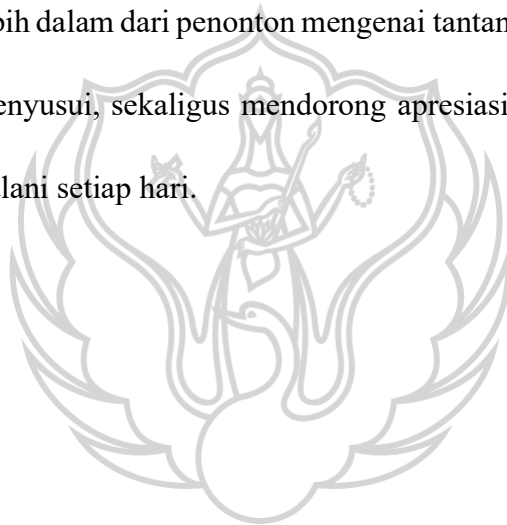 bih dalam dari penonton mengenai tantan
enyusui, sekaligus mendorong apresiasi
lani setiap hari.